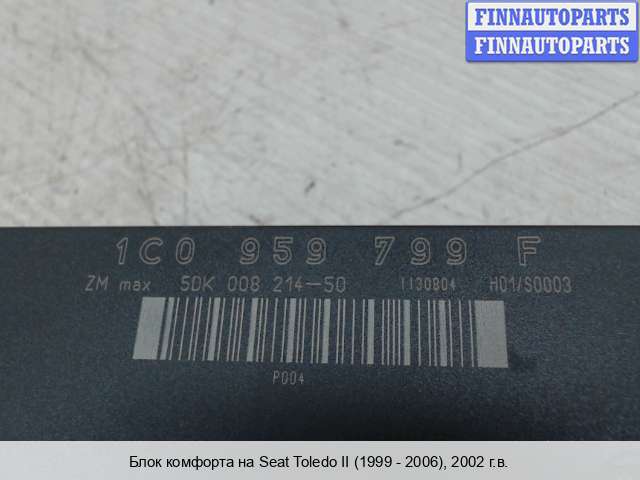 FINNAUTOPARTS
FINNAUTOPARTS
1C0 959 799 F
ZM max 5DK 008 214-50 1130804 H01/S0003
P004
Блок комфорта на Seat Toledo II (1999 - 2006), 2002 г.в.